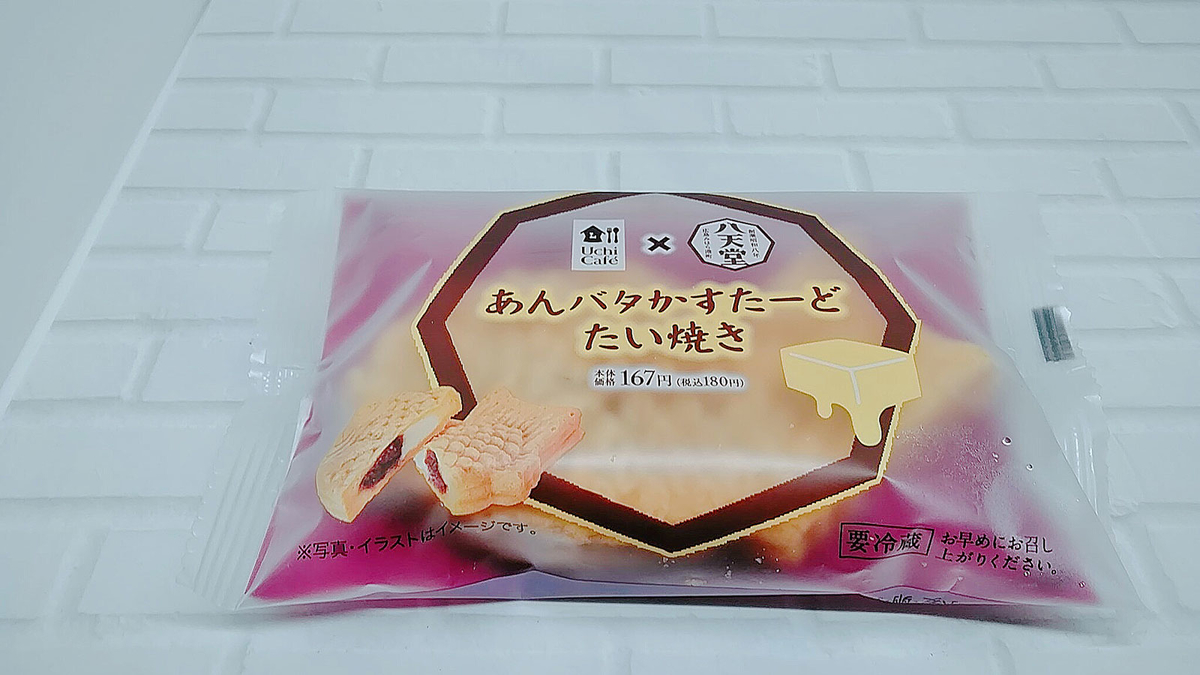 Uchi Café × 八天堂
あんバタかすたーど
たい焼き
本体価格 167円(税込180円)
※写真・イラストはイメージです。
要冷蔵
お早めにお召し
上がりください。